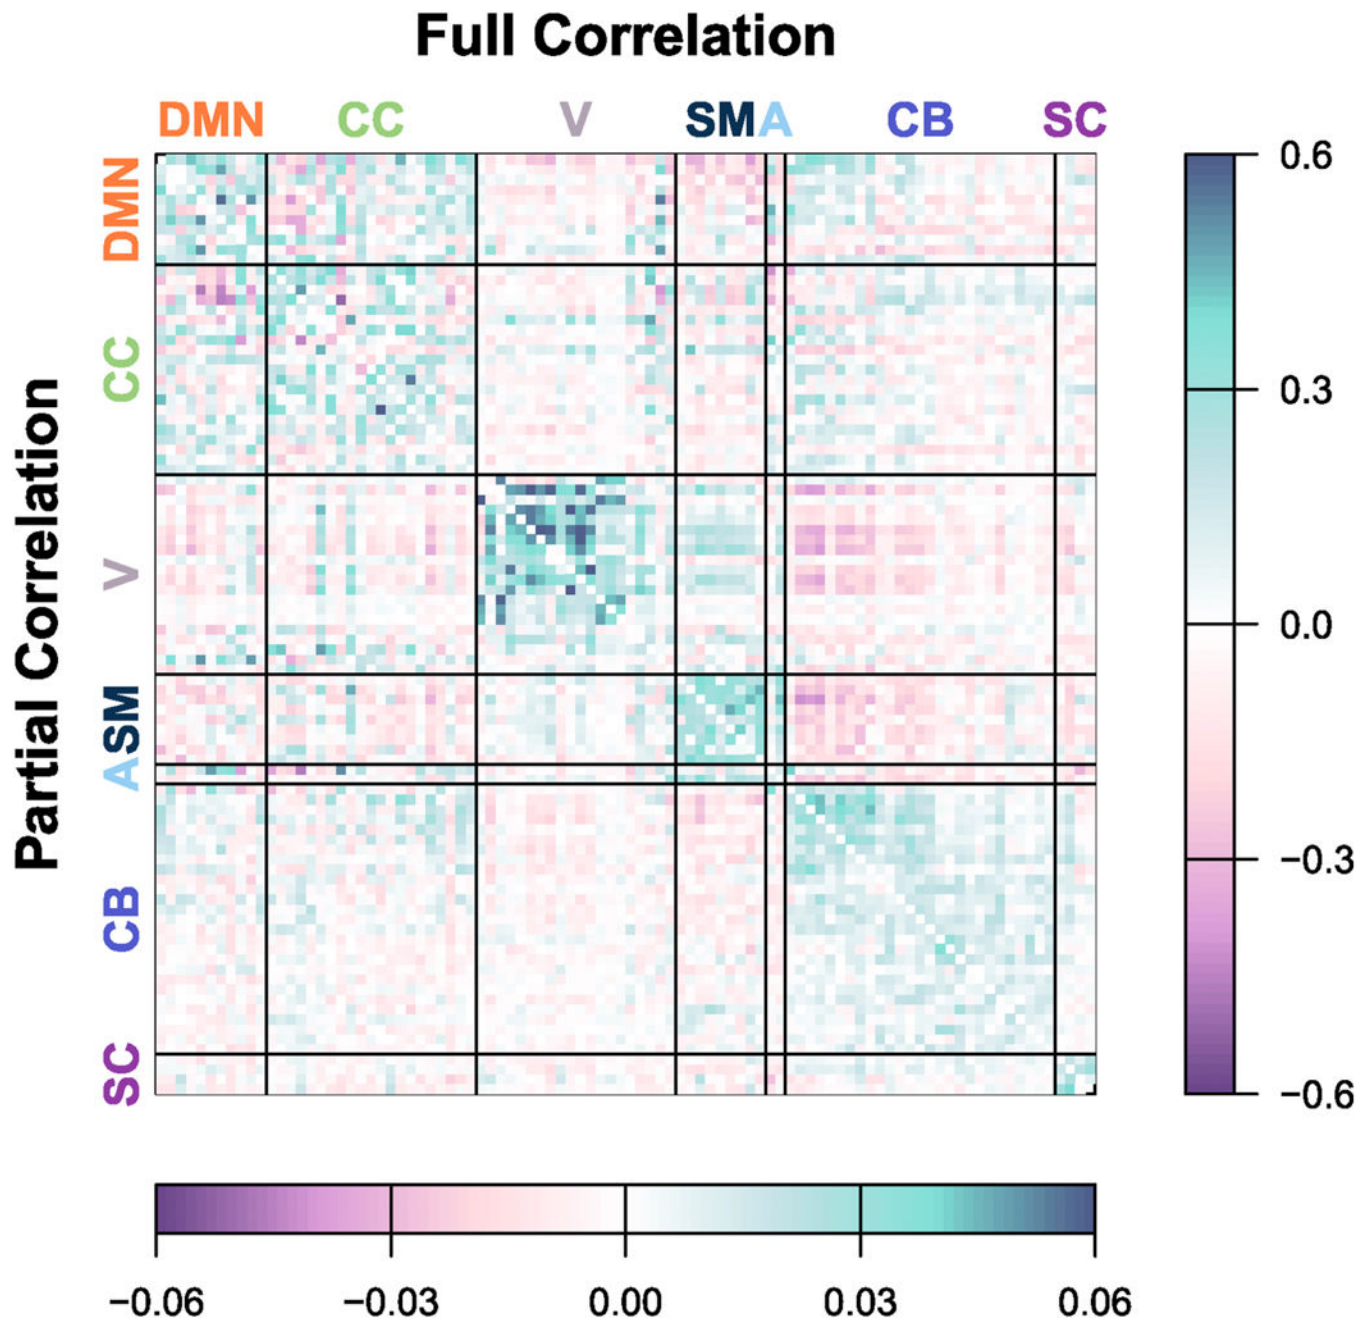 Full Correlation
DMN CC V SM A CB SC
Partial Correlation
DMN
CC
V
ASM
CB
SC
0.6
0.3
0.0
−0.3
−0.6
−0.06 −0.03 0.00 0.03 0.06